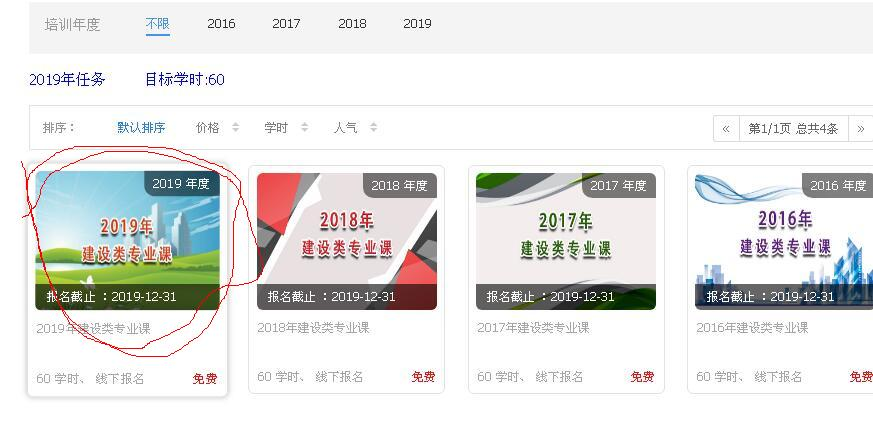 培训年度 不限 2016 2017 2018 2019
2019年任务 目标学时:60
排序： 默认排序 价格 学时 人气 « 第1/1页 总共4条 »
2019 年度 2018 年度 2017 年度 2016 年度
2019年 2018年 2017年 2016年
建设类专业课 建设类专业课 建设类专业课 建设类专业课
报名截止：2019-12-31 报名截止：2019-12-31 报名截止：2019-12-31 报名截止：2019-12-31
2019年建设类专业课 2018年建设类专业课 2017年建设类专业课 2016年建设类专业课
60 学时、 线下报名 免费 60 学时、 线下报名 免费 60 学时、 线下报名 免费 60 学时、 线下报名 免费